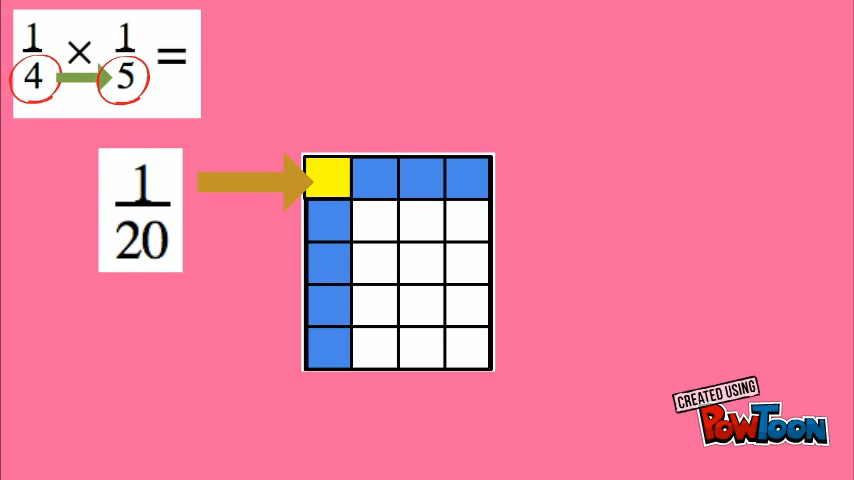 1/4 × 1/5 =
1/20
CREATED USING
POWTOON